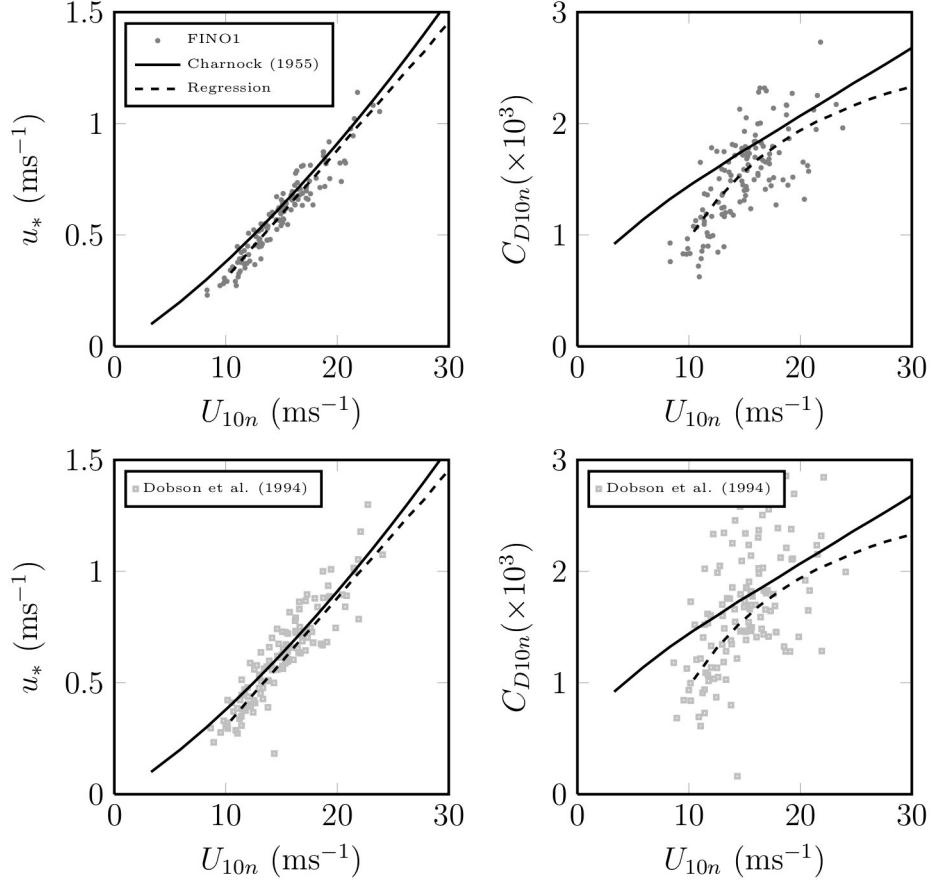 1.5
1
0.5
0
u* (ms⁻¹)
FINO1
Charnock (1955)
Regression
0 10 20 30
U10n (ms⁻¹)
3
2
1
0
CD10n(×10³)
0 10 20 30
U10n (ms⁻¹)
1.5
1
0.5
0
u* (ms⁻¹)
Dobson et al. (1994)
0 10 20 30
U10n (ms⁻¹)
3
2
1
0
CD10n(×10³)
Dobson et al. (1994)
0 10 20 30
U10n (ms⁻¹)